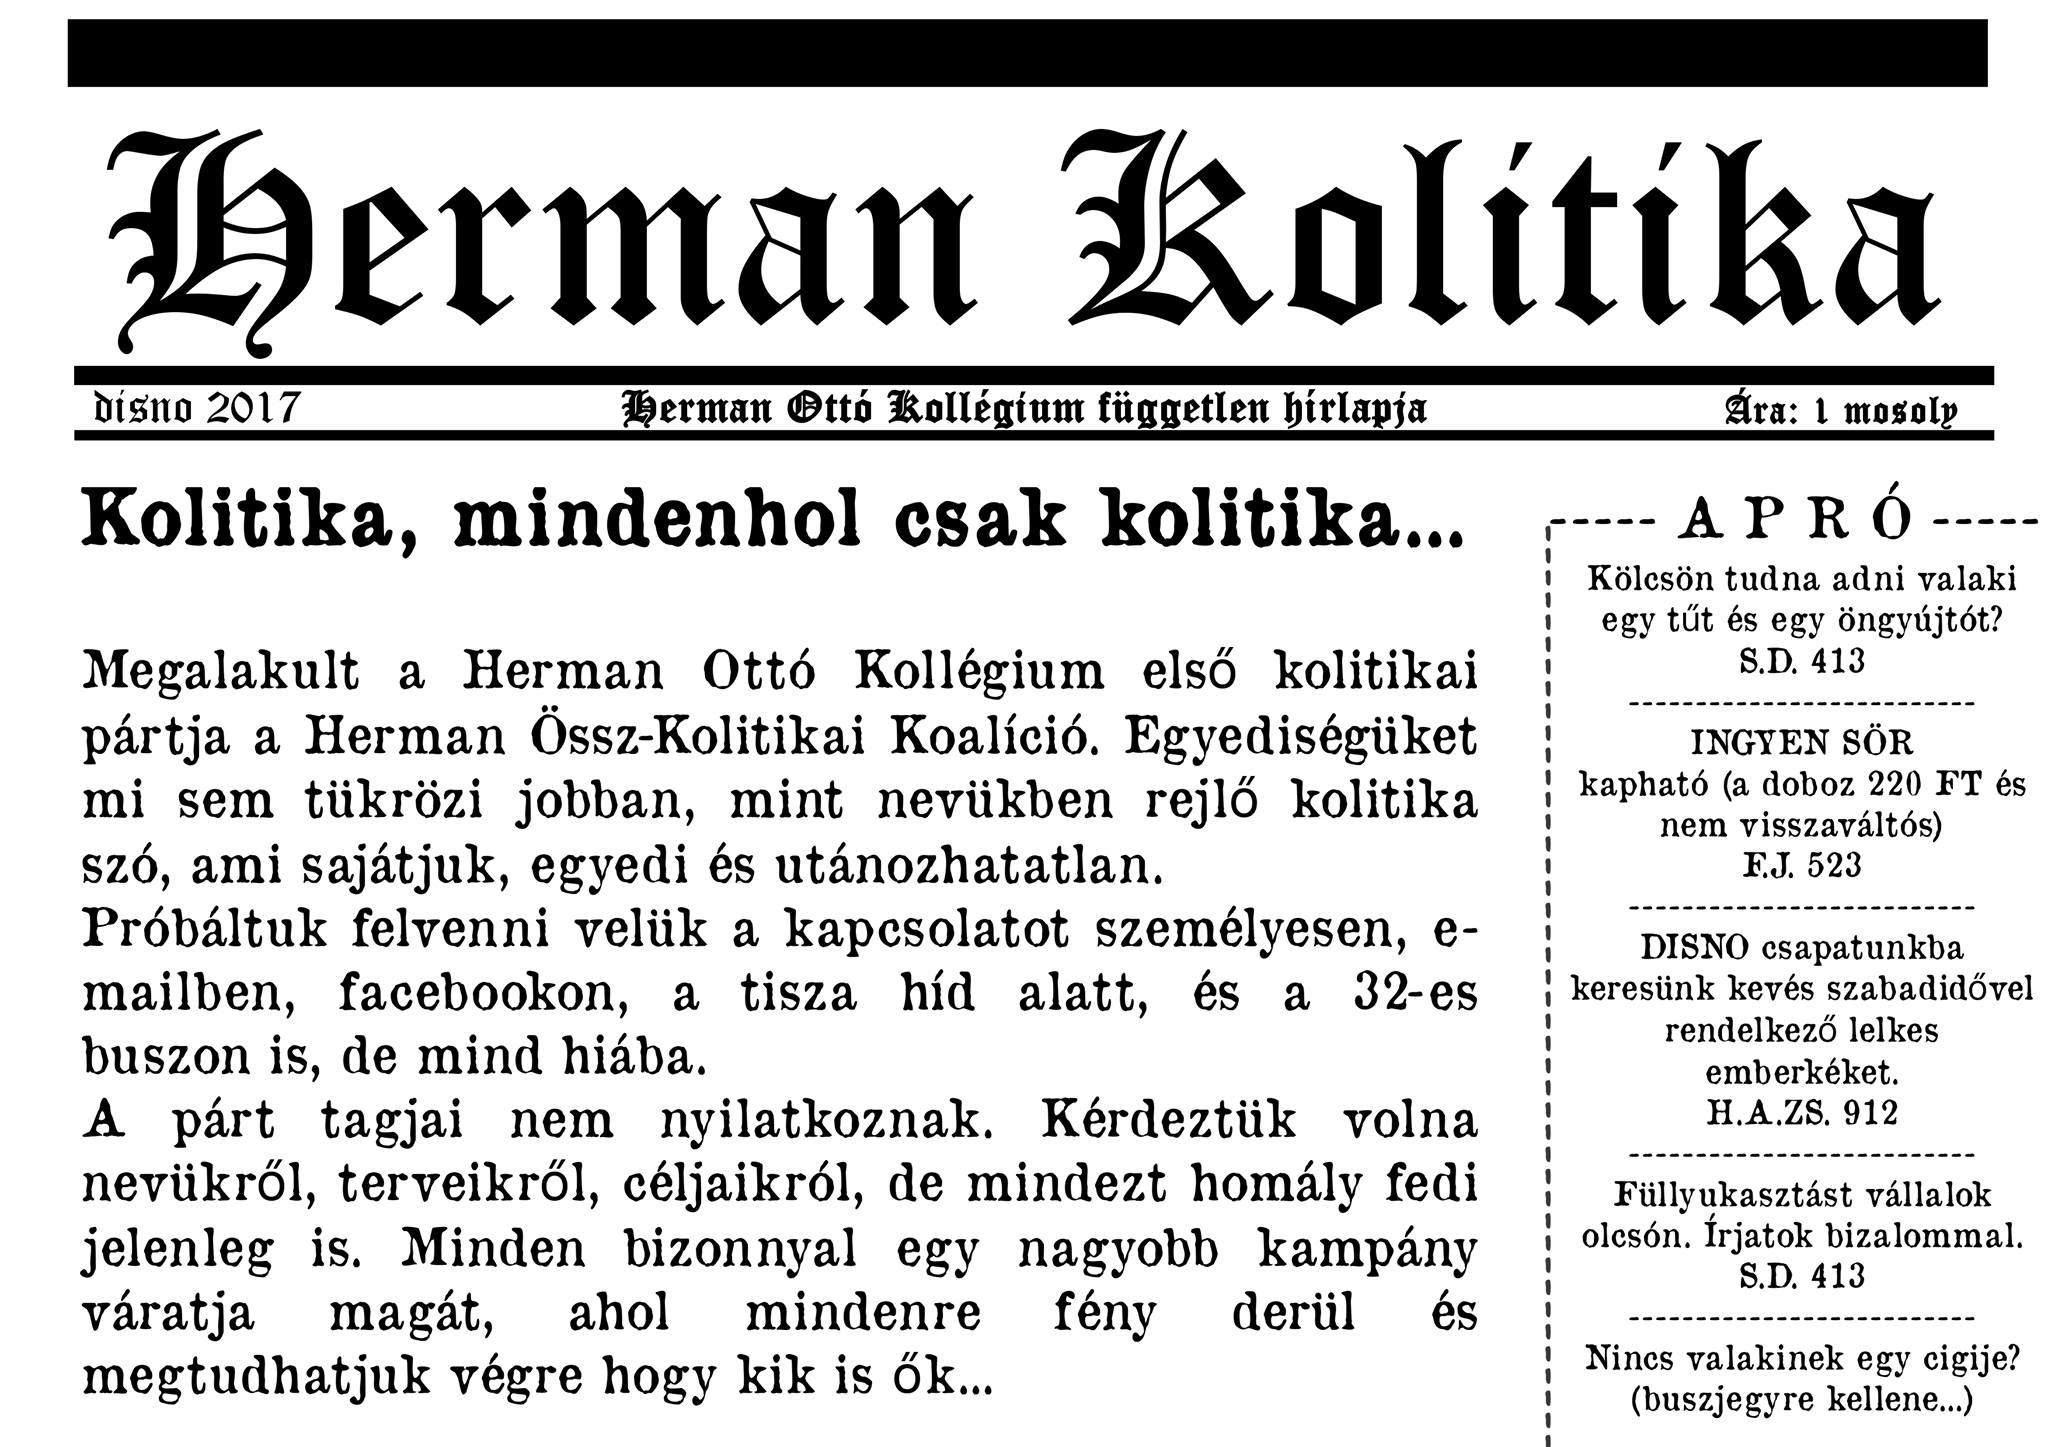 Herman Kolitika
disno 2017
Herman Ottó Kollégium független hírlapja
Ára: 1 mosoly
Kolitika, mindenhol csak kolitika...
Megalakult a Herman Ottó Kollégium első kolitikai
pártja a Herman Össz-Kolitikai Koalíció. Egyediségüket
mi sem tükrözi jobban, mint nevükben rejlő kolitika
szó, ami sajátjuk, egyedi és utánozhatatlan.
Próbáltuk felvenni velük a kapcsolatot személyesen, e-
mailben, facebookon, a tisza híd alatt, és a 32-es
buszon is, de mind hiába.
A párt tagjai nem nyilatkoznak. Kérdeztük volna
nevükről, terveikről, céljaikról, de mindezt homály fedi
jelenleg is. Minden bizonnyal egy nagyobb kampány
váratja magát, ahol mindenre fény derül és
megtudhatjuk végre hogy kik is ők...
----- A P R Ó -----
Kölcsön tudna adni valaki
egy tűt és egy öngyújtót?
S.D. 413
--------------------------
INGYEN SÖR
kapható (a doboz 220 FT és
nem visszaváltós)
F.J. 523
--------------------------
DISNO csapatunkba
keresünk kevés szabadidővel
rendelkező lelkes
emberkéket.
H.A.ZS. 912
--------------------------
Füllyukasztást vállalok
olcsón. Írjatok bizalommal.
S.D. 413
--------------------------
Nincs valakinek egy cigije?
(buszjegyre kellene...)